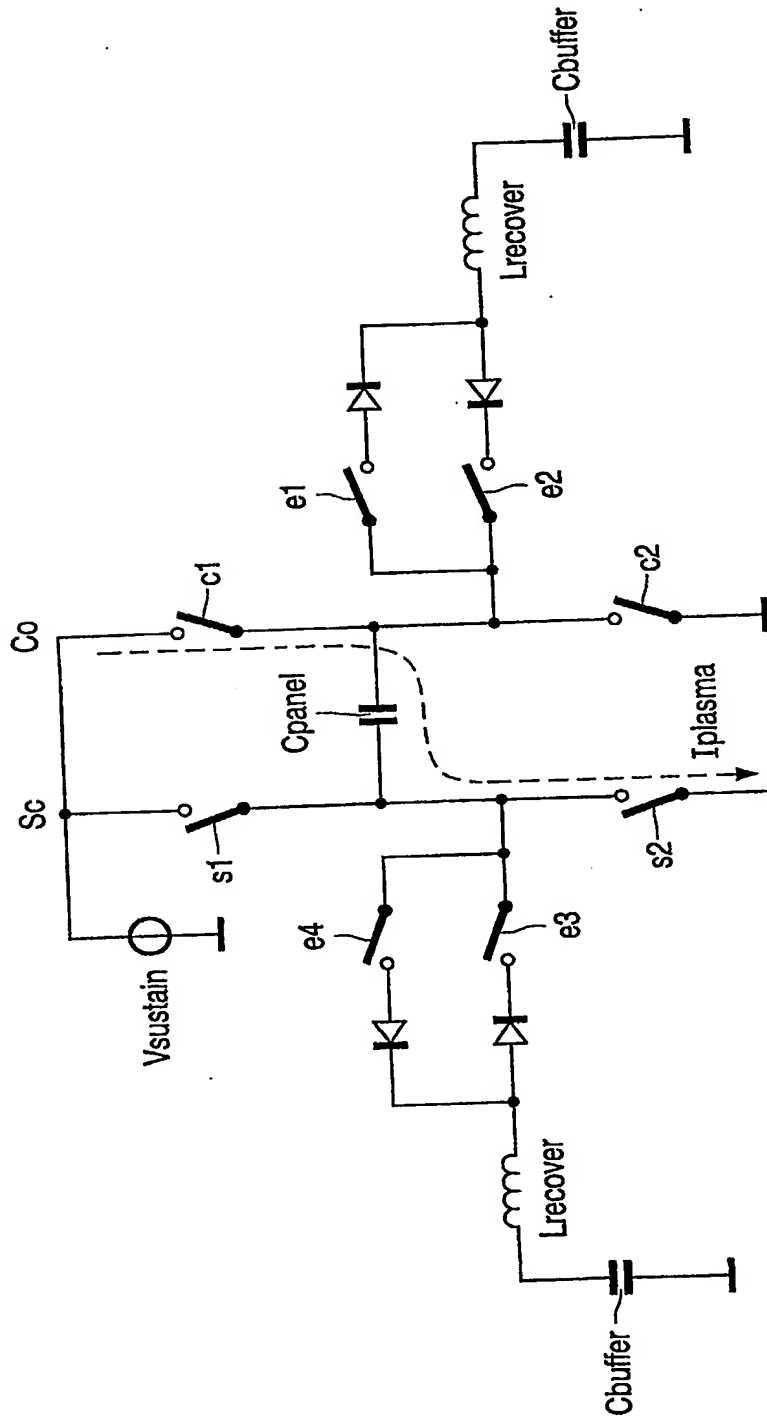 Sc
Co
Vsustain
s1
c1
Cpanel
e4
e3
e1
e2
Lrecover
Cbuffer
Lrecover
Cbuffer
s2
Iplasma
c2